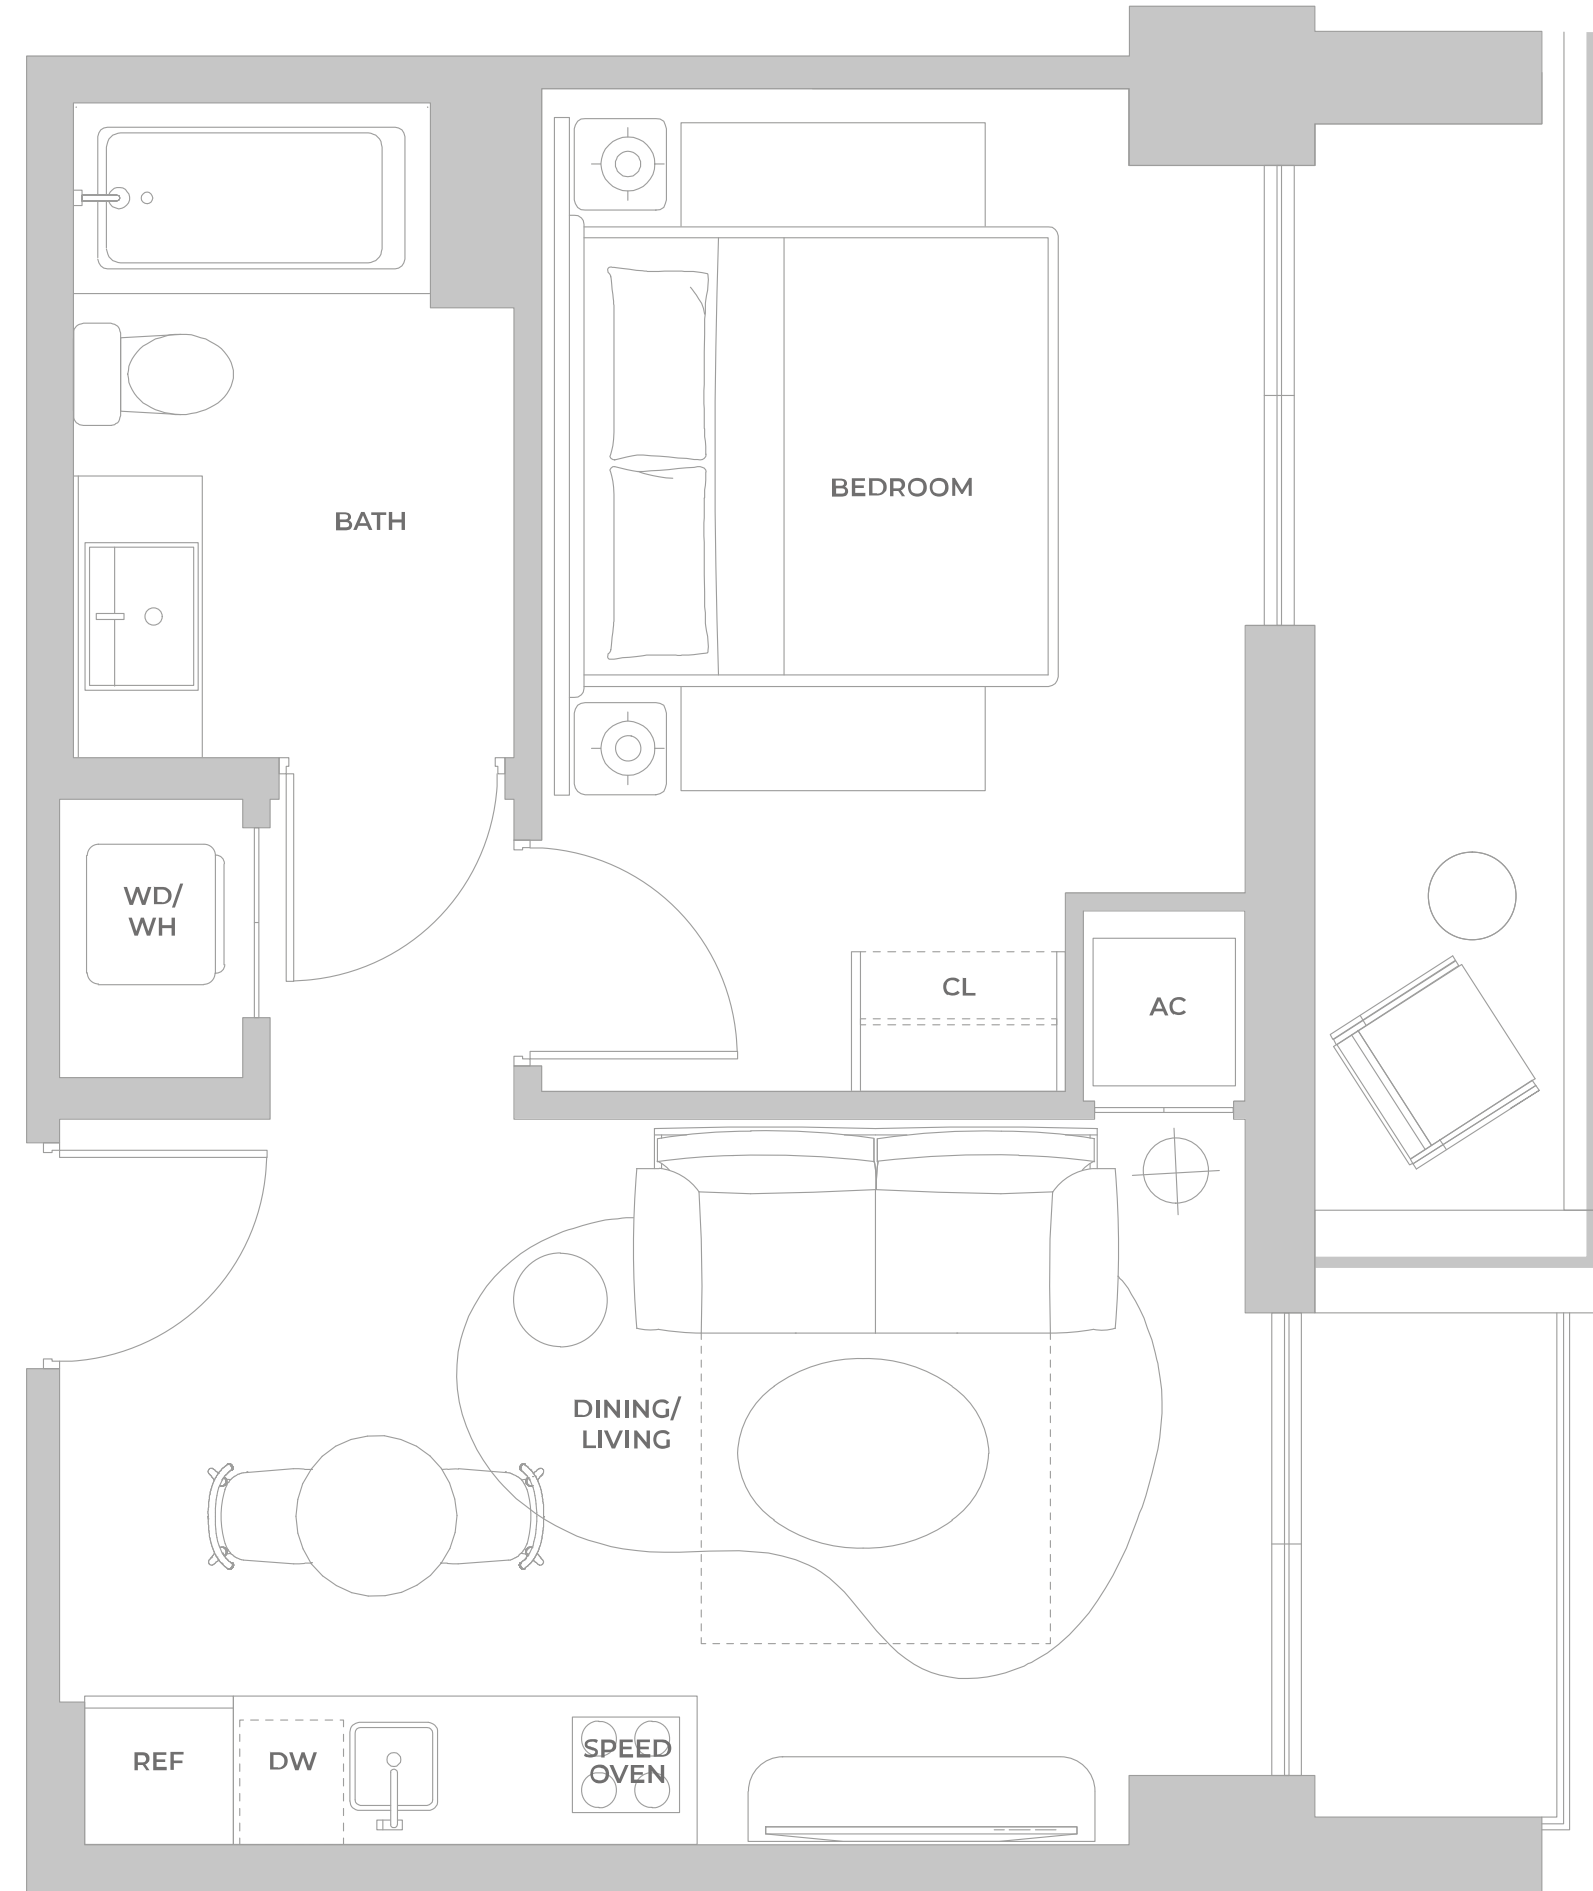 BEDROOM
BATH
WD/
WH
CL
AC
DINING/
LIVING
REF
DW
SPEED
OVEN